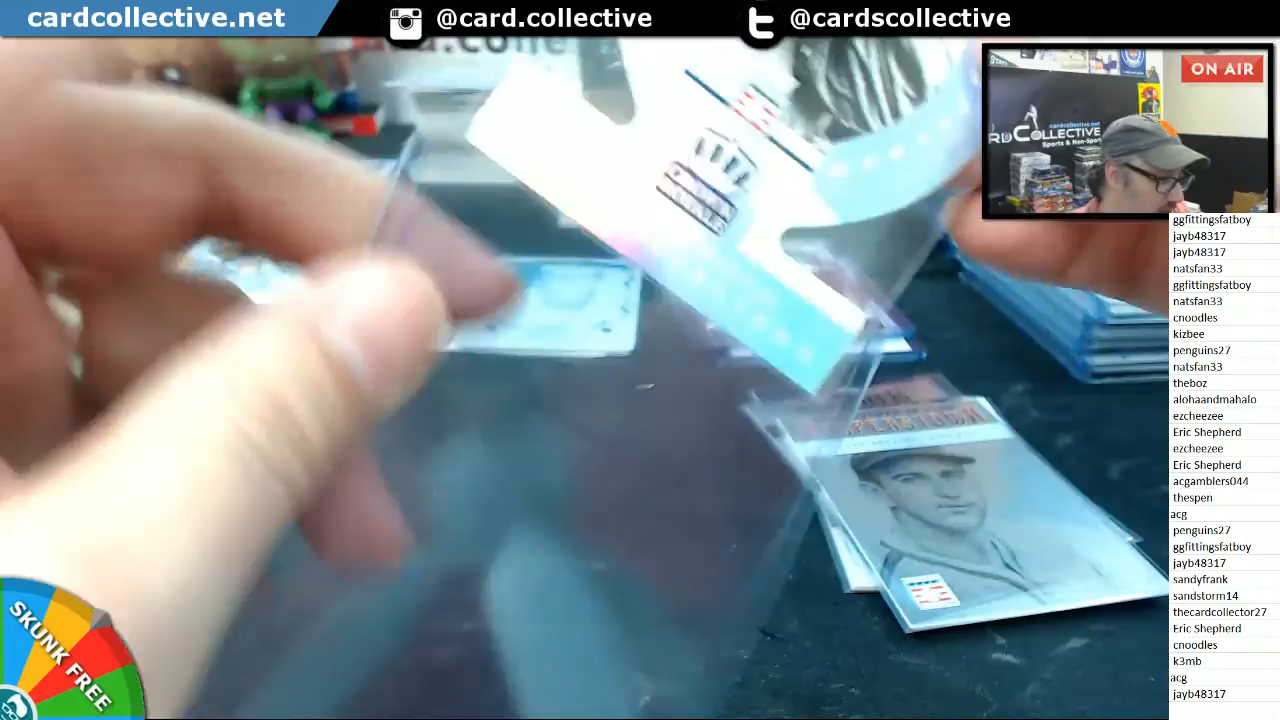 cardcollective.net
@card.collective
@cardscollective
ON AIR
cardcollective.net
RD COLLECTIVE
Sports & Non-Sport
ggfittingsfatboy
jayb48317
jayb48317
natsfan33
ggfittingsfatboy
natsfan33
cnoodles
kizbee
penguins27
natsfan33
theboz
alohaandmahalo
ezcheezee
Eric Shepherd
ezcheezee
Eric Shepherd
acgamblers044
thespen
acg
penguins27
ggfittingsfatboy
jayb48317
sandyfrank
sandstorm14
thecardcollector27
Eric Shepherd
cnoodles
k3mb
acg
jayb48317
SKUNK FREE